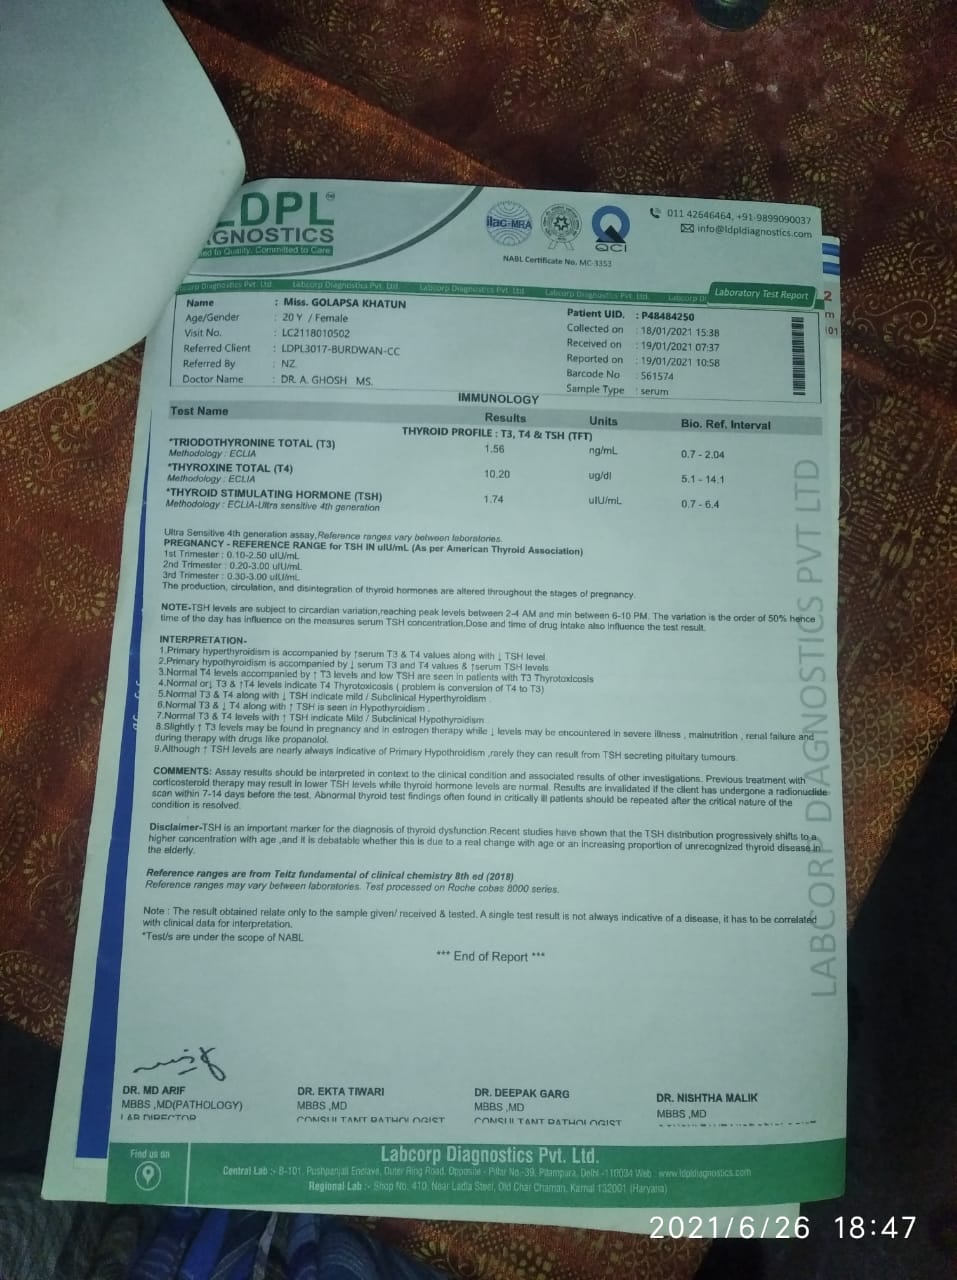 LDPL
GNOSTICS
ed to Quality, Committed to Care
ilac-MRA
QCI
NABL Certificate No. MC-3353
011 42646464, +91-9899090037
info@ldpldiagnostics.com
corp Diagnostics Pvt. Ltd. Labcorp Diagnostics Pvt. Ltd. Labcorp Diagnostics Pvt. Ltd. Labcorp Diagnostics Pvt. Ltd. Labcorp Di
Laboratory Test Report
Name : Miss. GOLAPSA KHATUN
Age/Gender : 20 Y / Female
Visit No. : LC2118010502
Referred Client : LDPL3017-BURDWAN-CC
Referred By : NZ
Doctor Name : DR. A. GHOSH MS.
Patient UID. : P48484250
Collected on : 18/01/2021 15:38
Received on : 19/01/2021 07:37
Reported on : 19/01/2021 10:58
Barcode No : 561574
Sample Type : serum
IMMUNOLOGY
Test Name Results Units Bio. Ref. Interval
THYROID PROFILE : T3, T4 & TSH (TFT)
*TRIODOTHYRONINE TOTAL (T3) 1.56 ng/mL 0.7 - 2.04
Methodology : ECLIA
*THYROXINE TOTAL (T4) 10.20 ug/dl 5.1 - 14.1
Methodology : ECLIA
*THYROID STIMULATING HORMONE (TSH) 1.74 uIU/mL 0.7 - 6.4
Methodology : ECLIA-Ultra sensitive 4th generation
Ultra Sensitive 4th generation assay,Reference ranges vary between laboratories.
PREGNANCY - REFERENCE RANGE for TSH IN uIU/mL (As per American Thyroid Association)
1st Trimester : 0.10-2.50 uIU/mL
2nd Trimester : 0.20-3.00 uIU/mL
3rd Trimester : 0.30-3.00 uIU/mL
The production, circulation, and disintegration of thyroid hormones are altered throughout the stages of pregnancy.
NOTE-TSH levels are subject to circardian variation,reaching peak levels between 2-4 AM and min between 6-10 PM. The variation is the order of 50% hence
time of the day has influence on the measures serum TSH concentration.Dose and time of drug intake also influence the test result.
INTERPRETATION-
1.Primary hyperthyroidism is accompanied by ↑serum T3 & T4 values along with ↓ TSH level.
2.Primary hypothyroidism is accompanied by ↓ serum T3 and T4 values & ↑serum TSH levels
3.Normal T4 levels accompanied by ↑ T3 levels and low TSH are seen in patients with T3 Thyrotoxicosis
4.Normal or↓ T3 & ↑T4 levels indicate T4 Thyrotoxicosis ( problem is conversion of T4 to T3)
5.Normal T3 & T4 along with ↓ TSH indicate mild / Subclinical Hyperthyroidism .
6.Normal T3 & ↓ T4 along with ↑ TSH is seen in Hypothyroidism .
7.Normal T3 & T4 levels with ↑ TSH indicate Mild / Subclinical Hypothyroidism .
8.Slightly ↑ T3 levels may be found in pregnancy and in estrogen therapy while ↓ levels may be encountered in severe illness , malnutrition , renal failure and
during therapy with drugs like propanolol.
9.Although ↑ TSH levels are nearly always indicative of Primary Hypothroidism ,rarely they can result from TSH secreting pituitary tumours.
COMMENTS: Assay results should be interpreted in context to the clinical condition and associated results of other investigations. Previous treatment with
corticosteroid therapy may result in lower TSH levels while thyroid hormone levels are normal. Results are invalidated if the client has undergone a radionuclide
scan within 7-14 days before the test. Abnormal thyroid test findings often found in critically ill patients should be repeated after the critical nature of the
condition is resolved.
Disclaimer-TSH is an important marker for the diagnosis of thyroid dysfunction.Recent studies have shown that the TSH distribution progressively shifts to a
higher concentration with age ,and it is debatable whether this is due to a real change with age or an increasing proportion of unrecognized thyroid disease in
the elderly.
Reference ranges are from Teitz fundamental of clinical chemistry 8th ed (2018)
Reference ranges may vary between laboratories. Test processed on Roche cobas 8000 series.
Note : The result obtained relate only to the sample given/ received & tested. A single test result is not always indicative of a disease, it has to be correlated
with clinical data for interpretation.
*Test/s are under the scope of NABL
*** End of Report ***
LABCORP DIAGNOSTICS PVT LTD
DR. MD ARIF
MBBS ,MD(PATHOLOGY)
LAB DIRECTOR
DR. EKTA TIWARI
MBBS ,MD
CONSULTANT PATHOLOGIST
DR. DEEPAK GARG
MBBS ,MD
CONSULTANT PATHOLOGIST
DR. NISHTHA MALIK
MBBS ,MD
Find us on
Labcorp Diagnostics Pvt. Ltd.
Central Lab :- B-101, Pushpanjali Enclave, Outer Ring Road, Opposite - Pillar No.-39, Pitampura, Delhi -110034 Web : www.ldpldiagnostics.com
Regional Lab :- Shop No. 410, Near Ladia Steel, Old Char Chaman, Karnal 132001 (Haryana)
2021/6/26 18:47